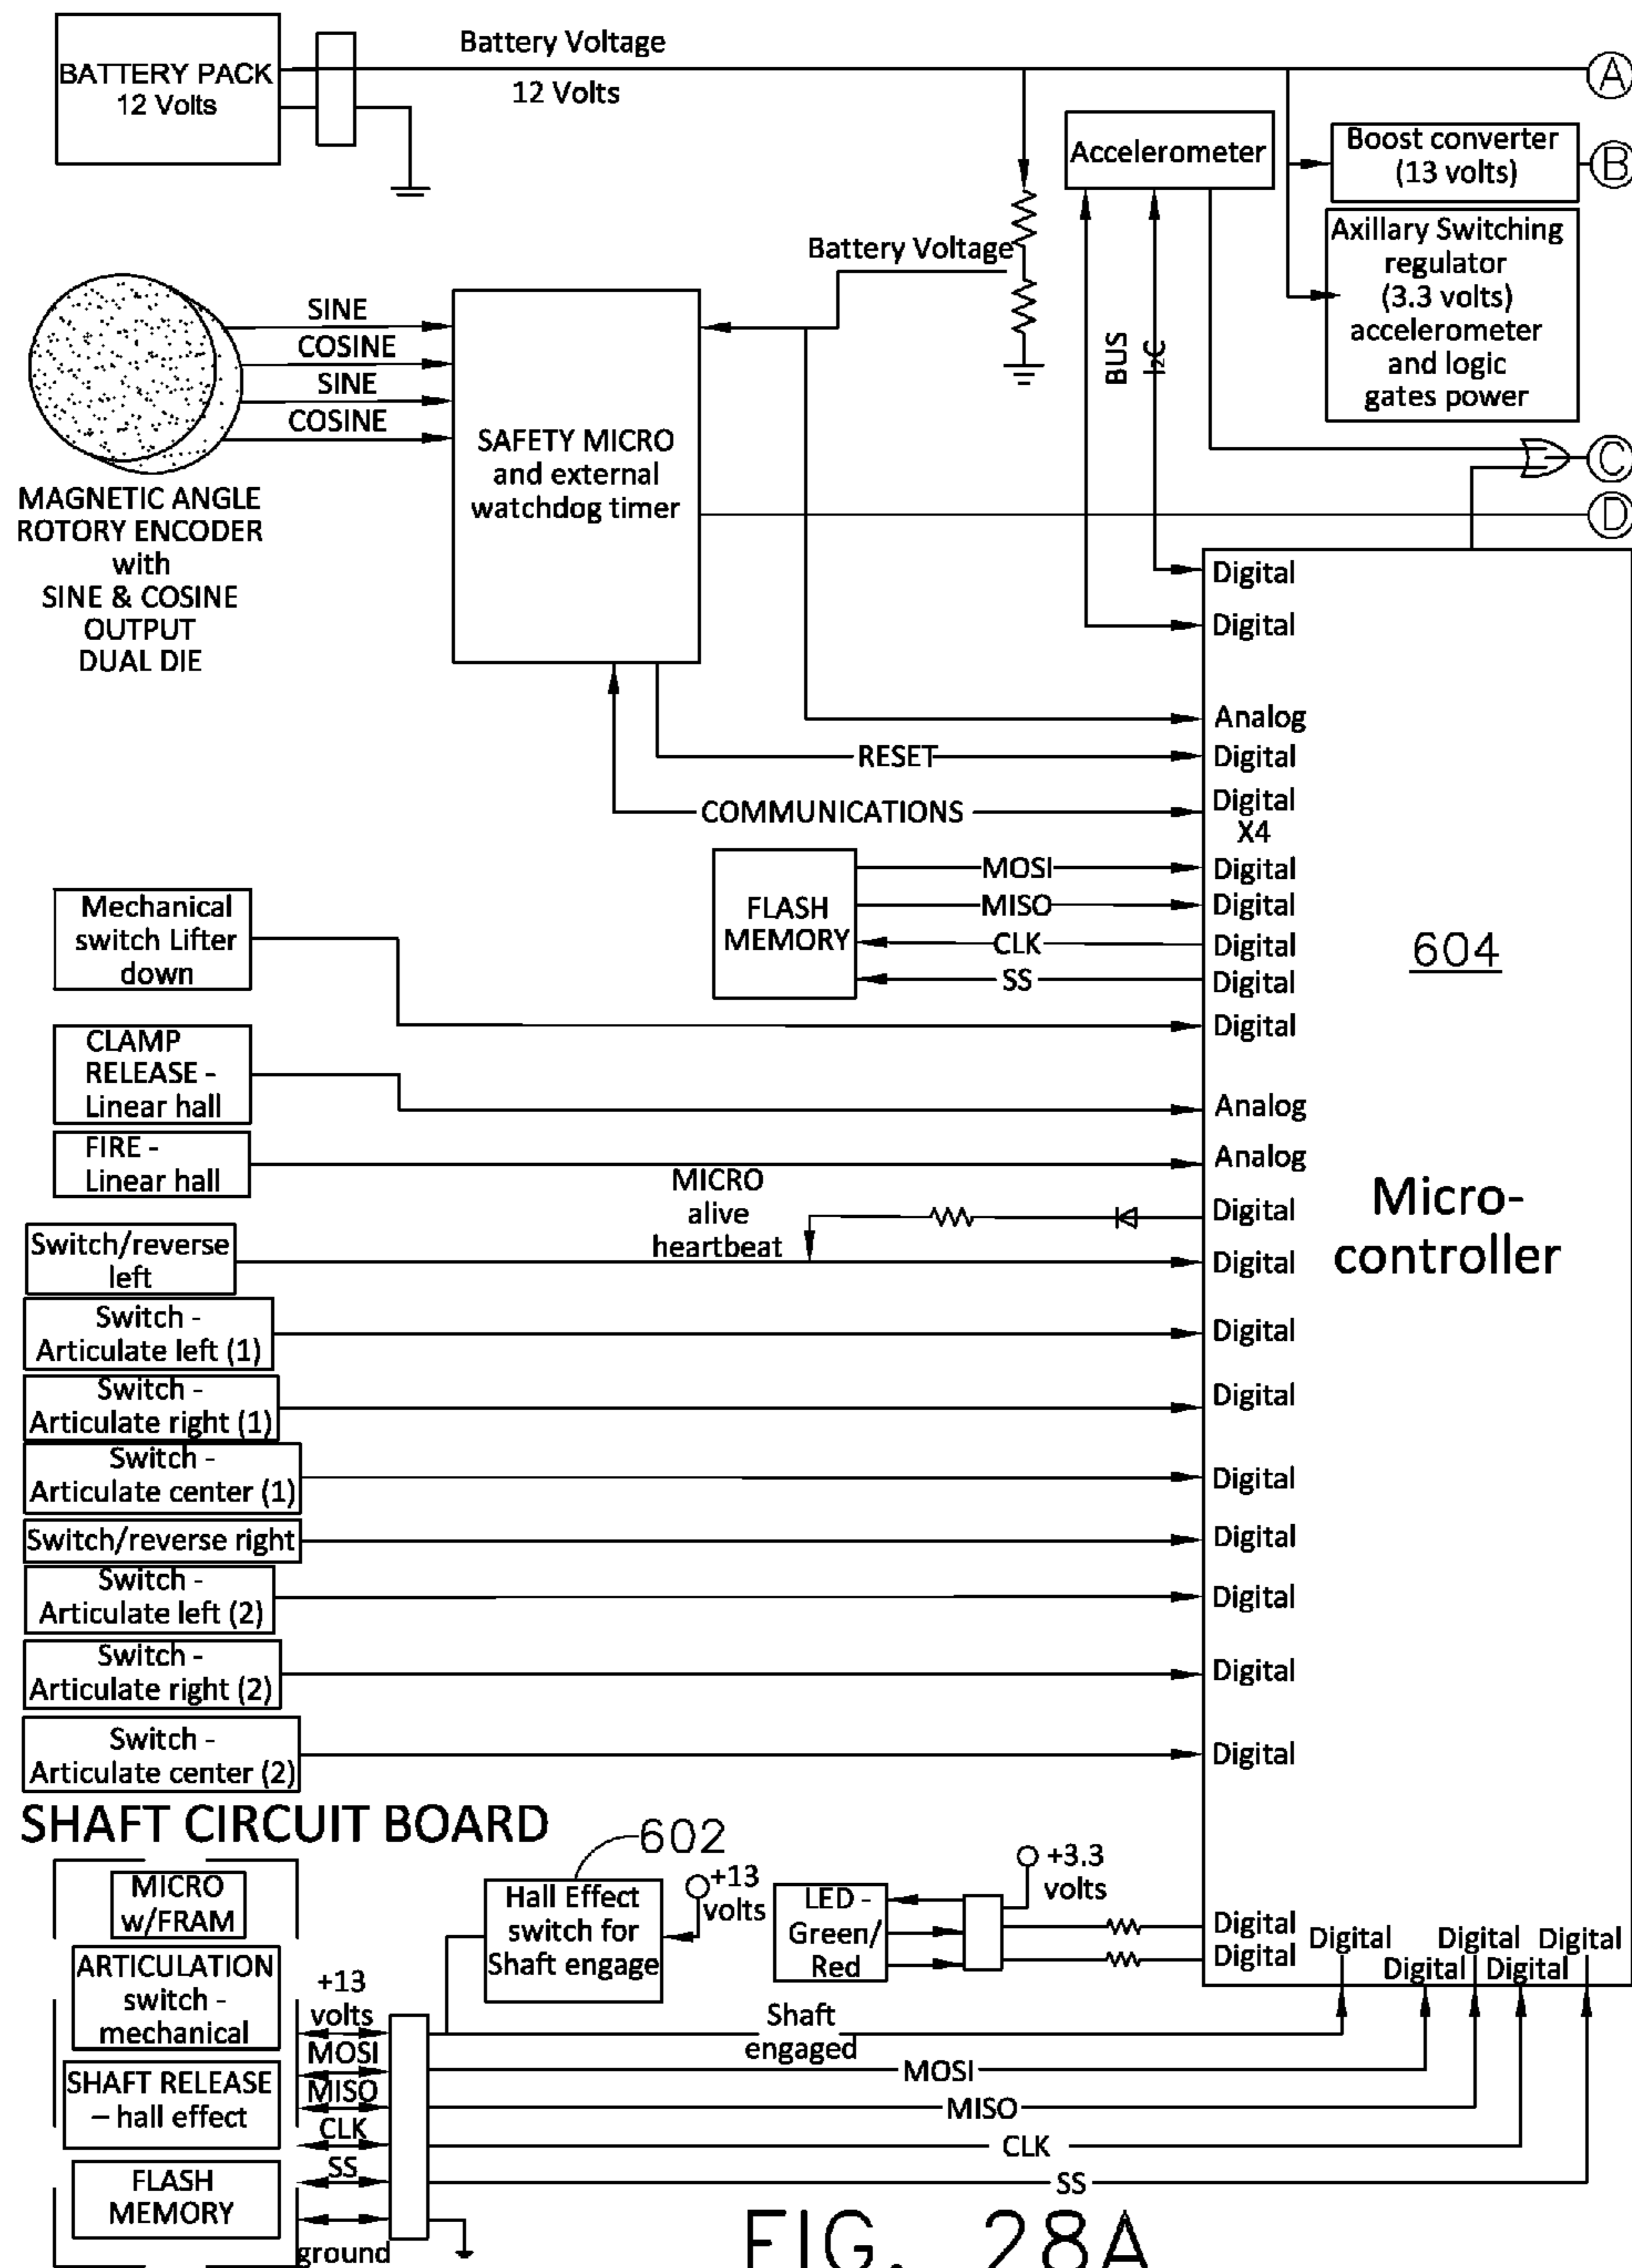 BATTERY PACK
12 Volts
Battery Voltage
12 Volts
A
Accelerometer
Boost converter
(13 volts)
B
Axillary Switching
regulator
(3.3 volts)
accelerometer
and logic
gates power
Battery Voltage
BUS
I2C
SINE
COSINE
SINE
COSINE
SAFETY MICRO
and external
watchdog timer
C
D
MAGNETIC ANGLE
ROTORY ENCODER
with
SINE & COSINE
OUTPUT
DUAL DIE
Digital
Digital
Analog
RESET
Digital
COMMUNICATIONS
Digital
X4
FLASH
MEMORY
MOSI
Digital
MISO
Digital
CLK
Digital
SS
Digital
604
Mechanical
switch Lifter
down
Digital
CLAMP
RELEASE -
Linear hall
Analog
FIRE -
Linear hall
Analog
MICRO
alive
heartbeat
Digital
Micro-
controller
Switch/reverse
left
Digital
Switch -
Articulate left (1)
Digital
Switch -
Articulate right (1)
Digital
Switch -
Articulate center (1)
Digital
Switch/reverse right
Digital
Switch -
Articulate left (2)
Digital
Switch -
Articulate right (2)
Digital
Switch -
Articulate center (2)
Digital
SHAFT CIRCUIT BOARD
602
MICRO
w/FRAM
ARTICULATION
switch -
mechanical
SHAFT RELEASE
– hall effect
FLASH
MEMORY
Hall Effect
switch for
Shaft engage
+13
volts
LED -
Green/
Red
+3.3
volts
Digital
Digital
Digital
Digital
Digital
Digital
Digital
+13
volts
MOSI
MISO
CLK
SS
ground
Shaft
engaged
MOSI
MISO
CLK
SS
FIG. 28A